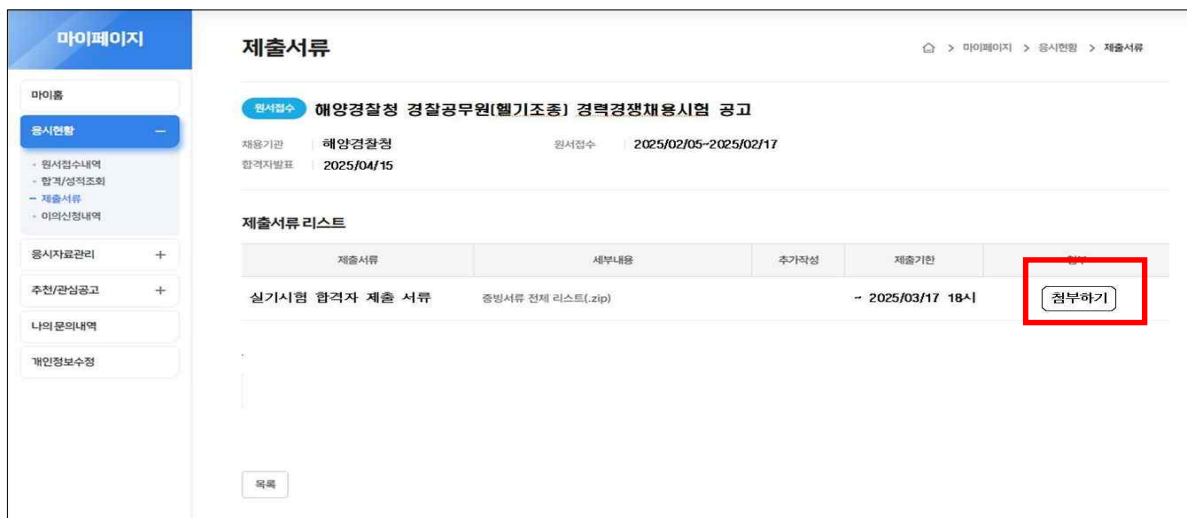 마이페이지
제출서류
마이페이지 > 응시현황 > 제출서류
마이홈
응시현황 −
- 원서접수내역
- 합격/성적조회
− 제출서류
- 이의신청내역
응시자료관리 +
추천/관심공고 +
나의 문의내역
개인정보수정
원서접수 해양경찰청 경찰공무원(헬기조종) 경력경쟁채용시험 공고
채용기관 해양경찰청 원서접수 2025/02/05~2025/02/17
합격자발표 2025/04/15
제출서류 리스트
제출서류 세부내용 추가작성 제출기한
실기시험 합격자 제출 서류 증빙서류 전체 리스트(.zip) ~ 2025/03/17 18시 첨부하기
목록